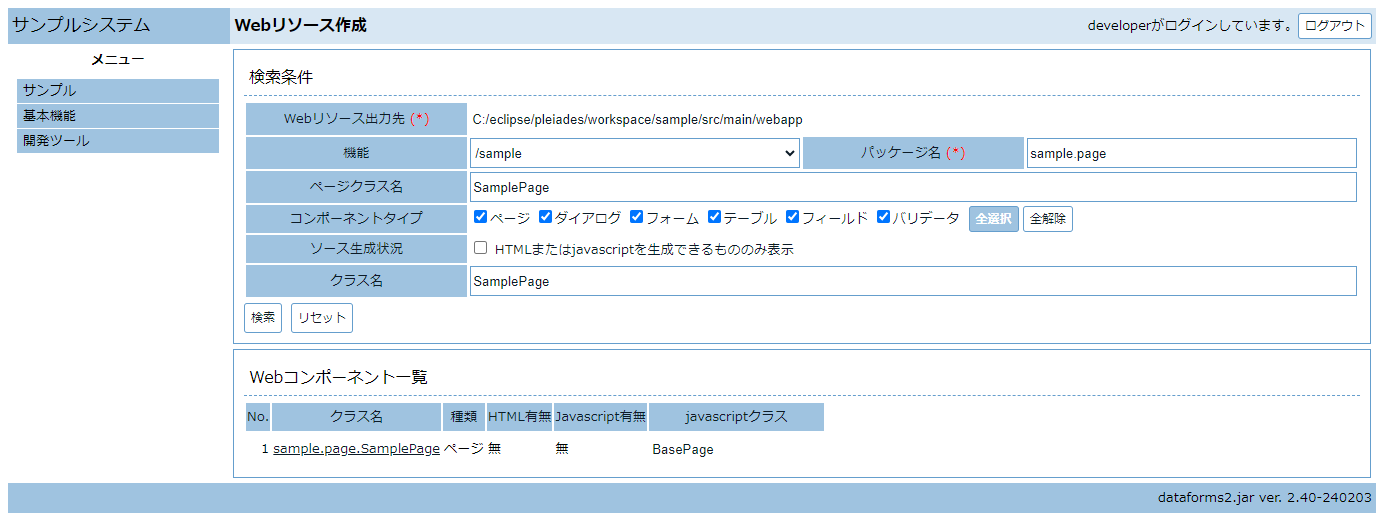 サンプルシステム Webリソース作成 developerがログインしています。 ログアウト
メニュー
サンプル
基本機能
開発ツール
検索条件
Webリソース出力先 (*) C:/eclipse/pleiades/workspace/sample/src/main/webapp
機能 /sample パッケージ名 (*) sample.page
ページクラス名 SamplePage
コンポーネントタイプ ページ ダイアログ フォーム テーブル フィールド バリデータ 全選択 全解除
ソース生成状況 HTMLまたはjavascriptを生成できるもののみ表示
クラス名 SamplePage
検索 リセット
Webコンポーネント一覧
No. クラス名 種類 HTML有無 Javascript有無 javascriptクラス
1 sample.page.SamplePage ページ 無 無 BasePage
dataforms2.jar ver. 2.40-240203